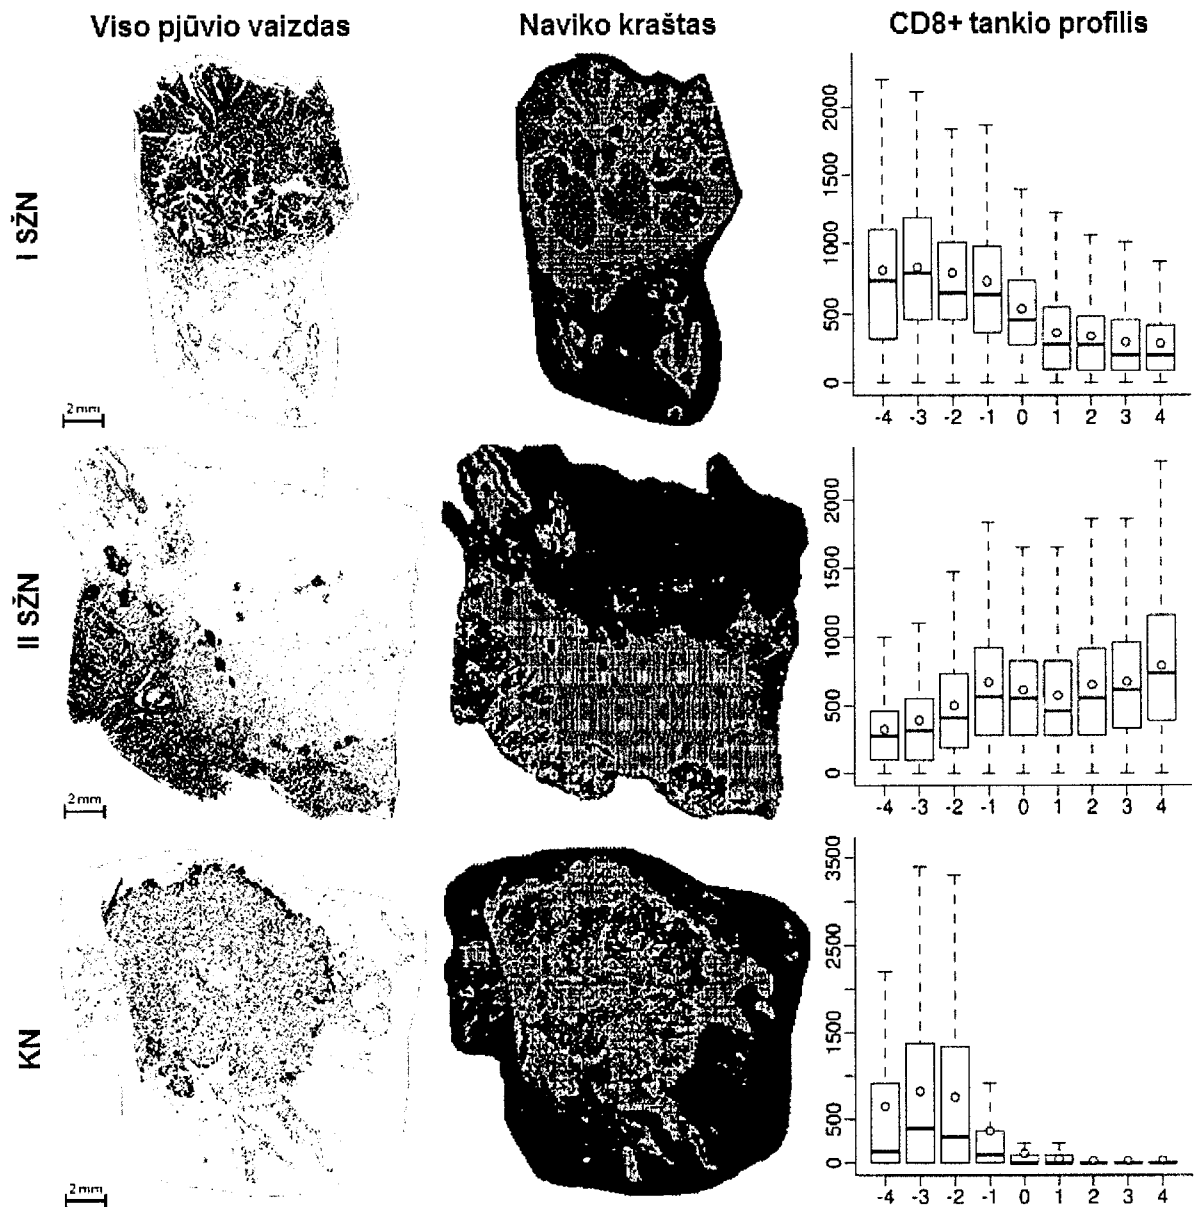 Viso pjūvio vaizdas
Naviko kraštas
CD8+ tankio profilis
I SŽN
2 mm
0 500 1000 1500 2000
-4 -3 -2 -1 0 1 2 3 4
II SŽN
2 mm
0 500 1000 1500 2000
-4 -3 -2 -1 0 1 2 3 4
KN
2 mm
0 500 1500 2500 3500
-4 -3 -2 -1 0 1 2 3 4